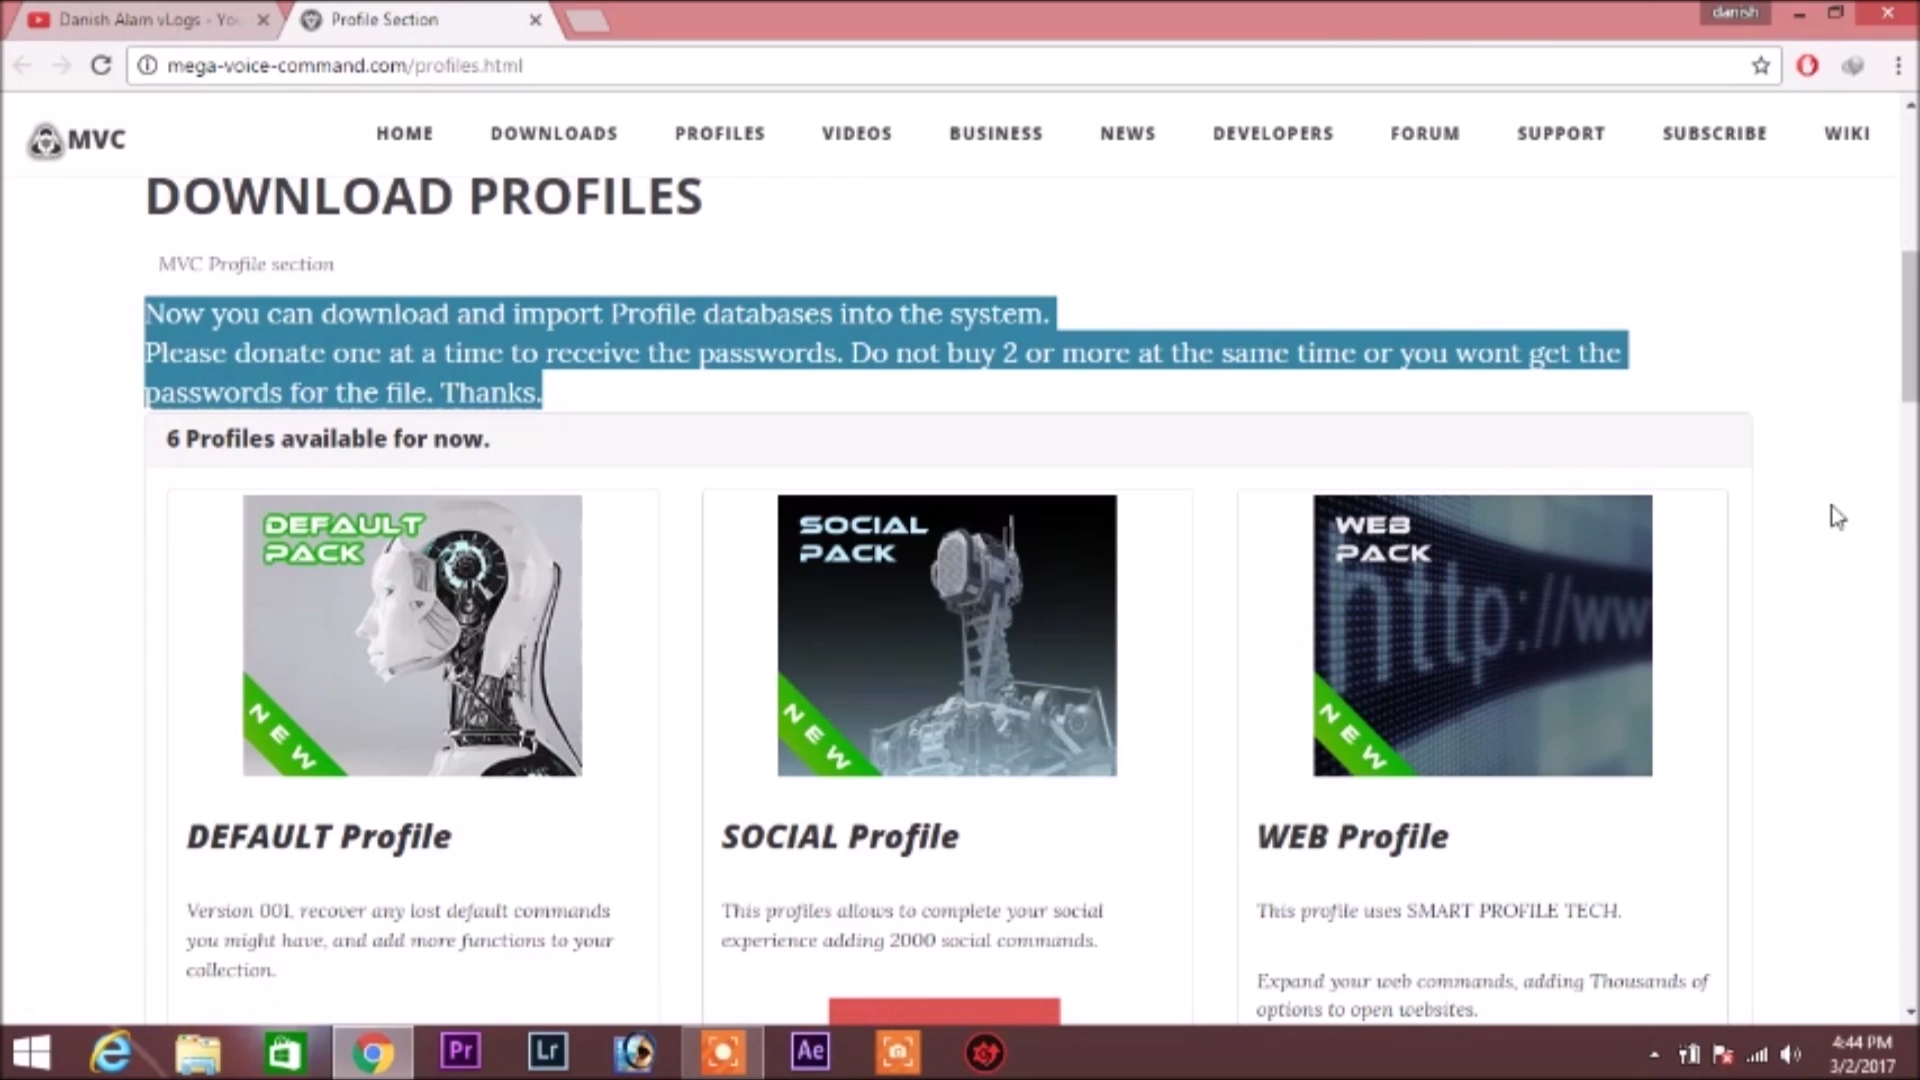 Danish Alam vLogs - You
Profile Section
danish
mega-voice-command.com/profiles.html
MVC
HOME
DOWNLOADS
PROFILES
VIDEOS
BUSINESS
NEWS
DEVELOPERS
FORUM
SUPPORT
SUBSCRIBE
WIKI
DOWNLOAD PROFILES
MVC Profile section
Now you can download and import Profile databases into the system.
Please donate one at a time to receive the passwords. Do not buy 2 or more at the same time or you wont get the
passwords for the file. Thanks.
6 Profiles available for now.
DEFAULT
PACK
NEW
SOCIAL
PACK
NEW
WEB
PACK
http://ww
NEW
DEFAULT Profile
Version 001, recover any lost default commands
you might have, and add more functions to your
collection.
SOCIAL Profile
This profiles allows to complete your social
experience adding 2000 social commands.
WEB Profile
This profile uses SMART PROFILE TECH.
Expand your web commands, adding Thousands of
options to open websites.
Pr
Lr
Ae
4:44 PM
3/2/2017